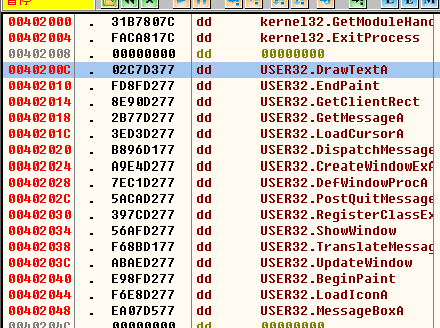 00402000 . 31B7807C dd kernel32.GetModuleHand
00402004 . FACA817C dd kernel32.ExitProcess
00402008 . 00000000 dd 00000000
0040200C . 02C7D377 dd USER32.DrawTextA
00402010 . FD8FD277 dd USER32.EndPaint
00402014 . 8E90D277 dd USER32.GetClientRect
00402018 . 2B77D277 dd USER32.GetMessageA
0040201C . 3ED3D277 dd USER32.LoadCursorA
00402020 . B896D177 dd USER32.DispatchMessag
00402024 . A9E4D277 dd USER32.CreateWindowExA
00402028 . 7EC1D277 dd USER32.DefWindowProcA
0040202C . 5ACAD277 dd USER32.PostQuitMessag
00402030 . 397CD277 dd USER32.RegisterClassEx
00402034 . 56AFD277 dd USER32.ShowWindow
00402038 . F68BD177 dd USER32.TranslateMessag
0040203C . ABAED277 dd USER32.UpdateWindow
00402040 . E98FD277 dd USER32.BeginPaint
00402044 . F6E8D277 dd USER32.LoadIconA
00402048 . EA07D577 dd USER32.MessageBoxA
0040204C . 00000000 dd 00000000